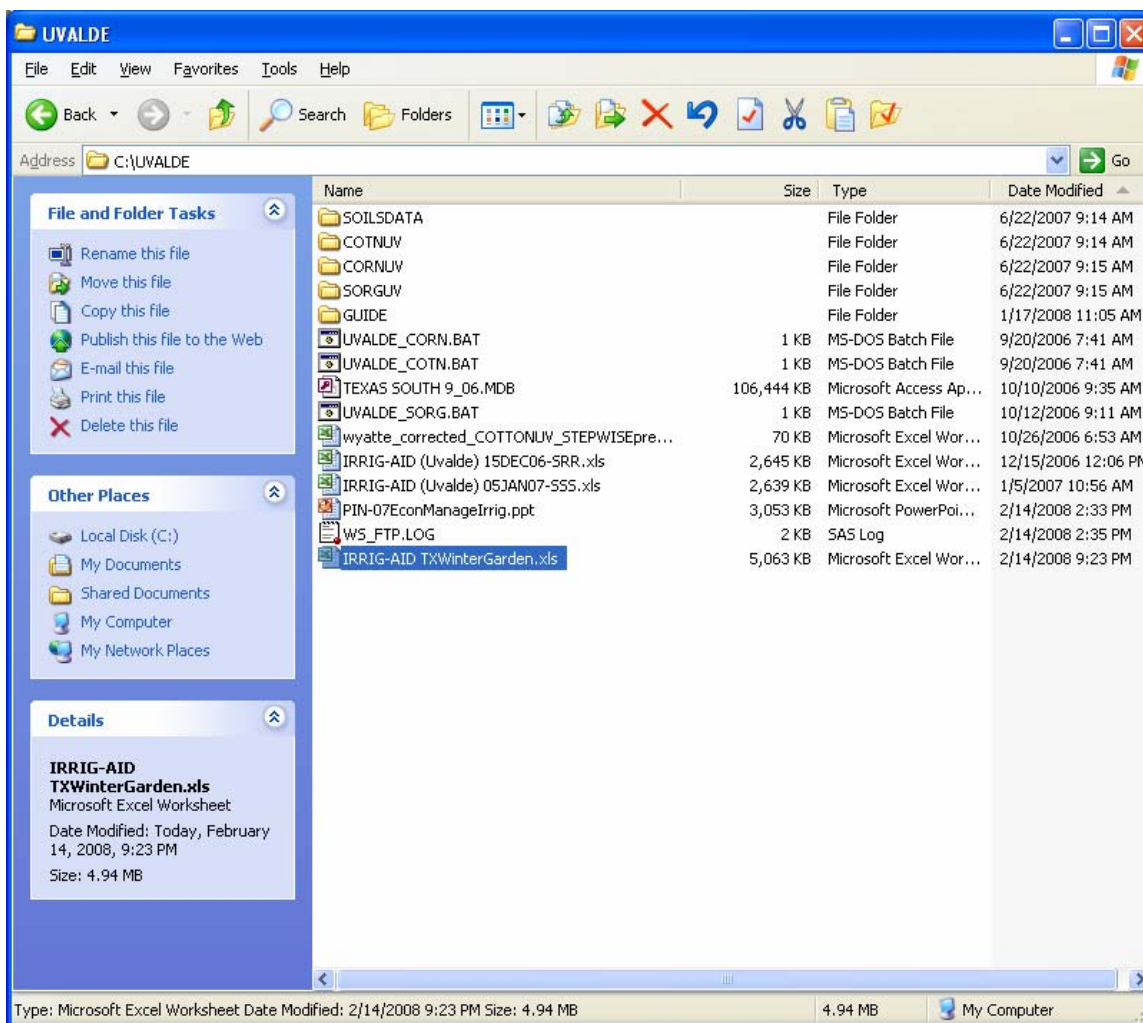 UVALDE
File Edit View Favorites Tools Help
Back Search Folders
Address C:\UVALDE Go
File and Folder Tasks
Rename this file
Move this file
Copy this file
Publish this file to the Web
E-mail this file
Print this file
Delete this file
Other Places
Local Disk (C:)
My Documents
Shared Documents
My Computer
My Network Places
Details
IRRIG-AID
TXWinterGarden.xls
Microsoft Excel Worksheet
Date Modified: Today, February
14, 2008, 9:23 PM
Size: 4.94 MB
Name Size Type Date Modified
SOILSDATA File Folder 6/22/2007 9:14 AM
COTNUV File Folder 6/22/2007 9:14 AM
CORNUV File Folder 6/22/2007 9:15 AM
SORGUV File Folder 6/22/2007 9:15 AM
GUIDE File Folder 1/17/2008 11:05 AM
UVALDE_CORN.BAT 1 KB MS-DOS Batch File 9/20/2006 7:41 AM
UVALDE_COTN.BAT 1 KB MS-DOS Batch File 9/20/2006 7:41 AM
TEXAS SOUTH 9_06.MDB 106,444 KB Microsoft Access Ap... 10/10/2006 9:35 AM
UVALDE_SORG.BAT 1 KB MS-DOS Batch File 10/12/2006 9:11 AM
wyatte_corrected_COTTONUV_STEPWISEpre... 70 KB Microsoft Excel Wor... 10/26/2006 6:53 AM
IRRIG-AID (Uvalde) 15DEC06-SRR.xls 2,645 KB Microsoft Excel Wor... 12/15/2006 12:06 PM
IRRIG-AID (Uvalde) 05JAN07-SSS.xls 2,639 KB Microsoft Excel Wor... 1/5/2007 10:56 AM
PIN-07EconManageIrrig.ppt 3,053 KB Microsoft PowerPoi... 2/14/2008 2:33 PM
WS_FTP.LOG 2 KB SAS Log 2/14/2008 2:35 PM
IRRIG-AID TXWinterGarden.xls 5,063 KB Microsoft Excel Wor... 2/14/2008 9:23 PM
Type: Microsoft Excel Worksheet Date Modified: 2/14/2008 9:23 PM Size: 4.94 MB 4.94 MB My Computer